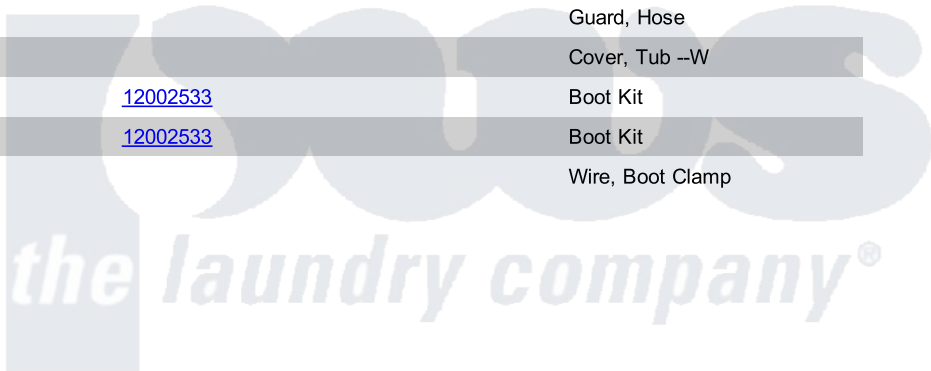 Guard, Hose
Cover, Tub --W
12002533 Boot Kit
12002533 Boot Kit
Wire, Boot Clamp
the laundry company®